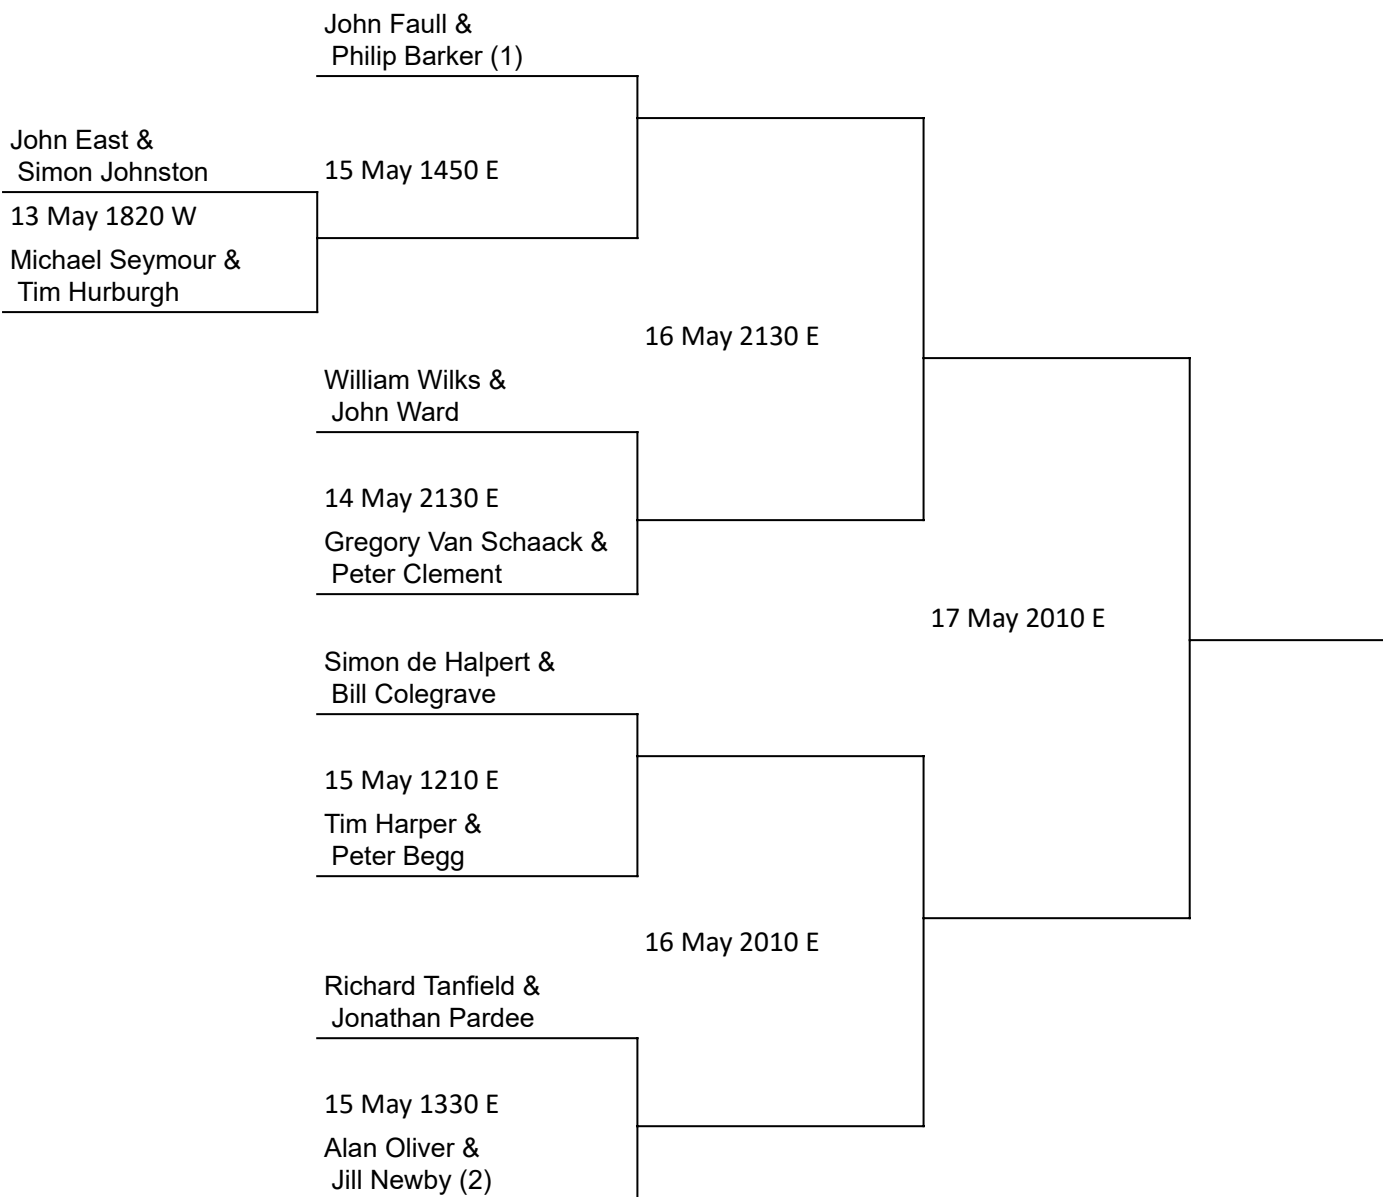 John Faull &
Philip Barker (1)
John East &
Simon Johnston
15 May 1450 E
13 May 1820 W
Michael Seymour &
Tim Hurburgh
16 May 2130 E
William Wilks &
John Ward
14 May 2130 E
Gregory Van Schaack &
Peter Clement
17 May 2010 E
Simon de Halpert &
Bill Colegrave
15 May 1210 E
Tim Harper &
Peter Begg
16 May 2010 E
Richard Tanfield &
Jonathan Pardee
15 May 1330 E
Alan Oliver &
Jill Newby (2)